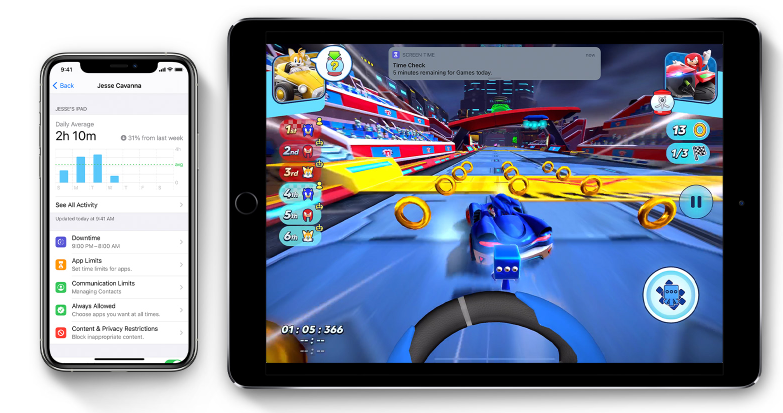 9:41
Back
Jesse Cavanna
JESSE'S IPAD
Daily Average
2h 10m
31% from last week
4h
avg
0
S M T W T F S
See All Activity
Updated today at 9:41 AM
Downtime
9:00 PM–8:00 AM
App Limits
Set time limits for apps.
Communication Limits
Managing Contacts
Always Allowed
Choose apps you want at all times.
Content & Privacy Restrictions
Block inappropriate content.
SCREEN TIME
now
Time Check
5 minutes remaining for Games today.
1st
2nd
3rd
4th
5th
6th
13
1/3
01:05:366
--:--
--:--